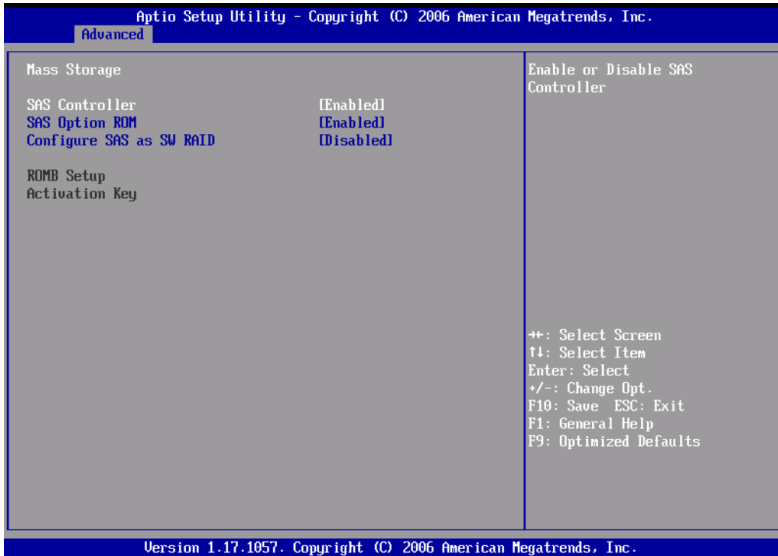 Aptio Setup Utility - Copyright (C) 2006 American Megatrends, Inc.
Advanced
Mass Storage
SAS Controller [Enabled]
SAS Option ROM [Enabled]
Configure SAS as SW RAID [Disabled]
ROMB Setup
Activation Key
Enable or Disable SAS
Controller
→←: Select Screen
↑↓: Select Item
Enter: Select
+/-: Change Opt.
F10: Save ESC: Exit
F1: General Help
F9: Optimized Defaults
Version 1.17.1057. Copyright (C) 2006 American Megatrends, Inc.